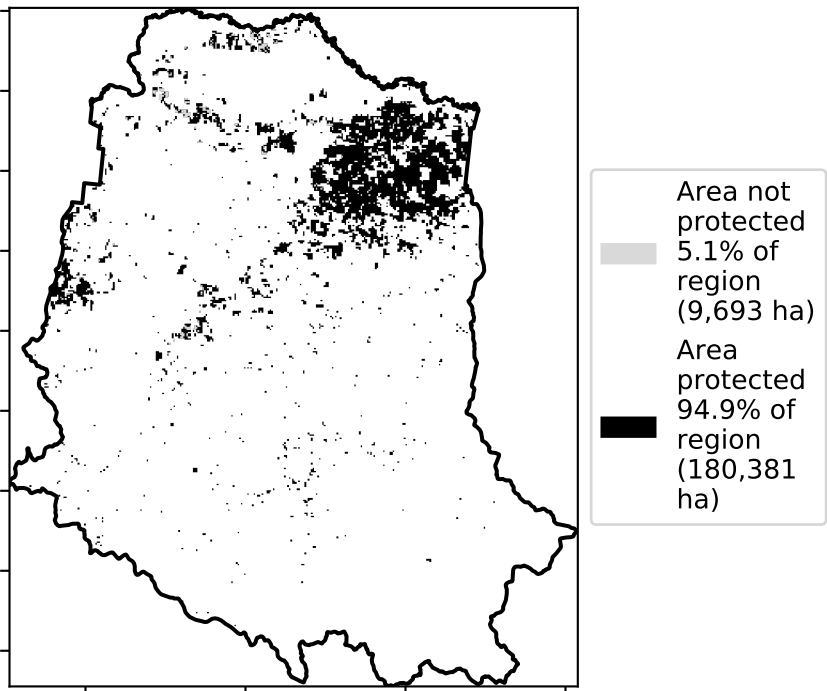 Area not
protected
5.1% of
region
(9,693 ha)
Area
protected
94.9% of
region
(180,381
ha)